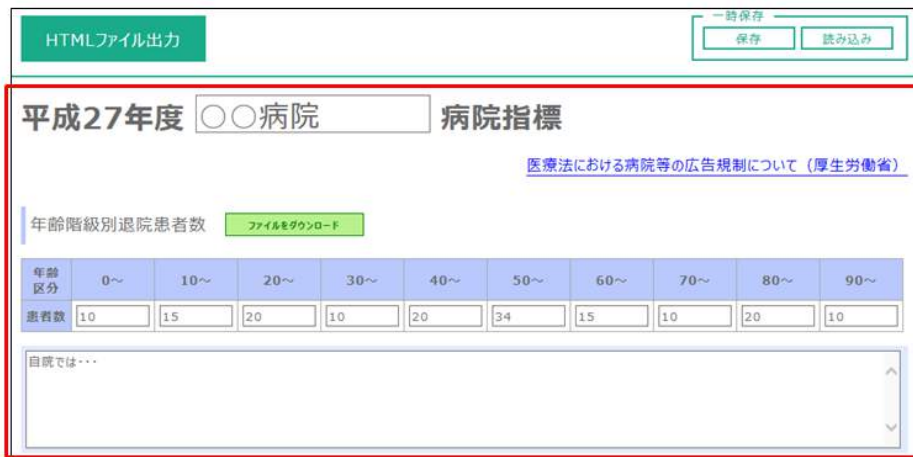 一時保存
HTMLファイル出力
保存
読み込み
平成27年度 ○○病院 病院指標
医療法における病院等の広告規制について（厚生労働省）
年齢階級別退院患者数 ファイルをダウンロード
年齢区分 0～ 10～ 20～ 30～ 40～ 50～ 60～ 70～ 80～ 90～
患者数 10 15 20 10 20 34 15 10 20 10
自院では･･･